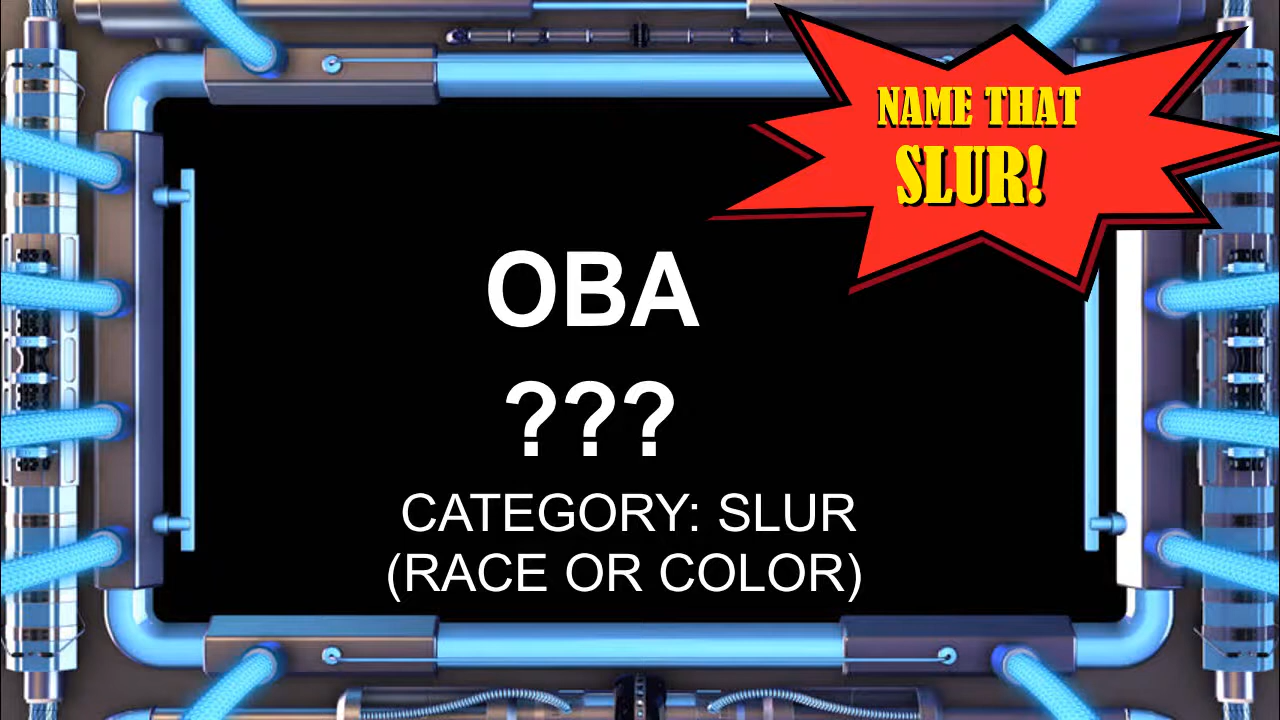 NAME THAT
SLUR!
OBA
???
CATEGORY: SLUR
(RACE OR COLOR)